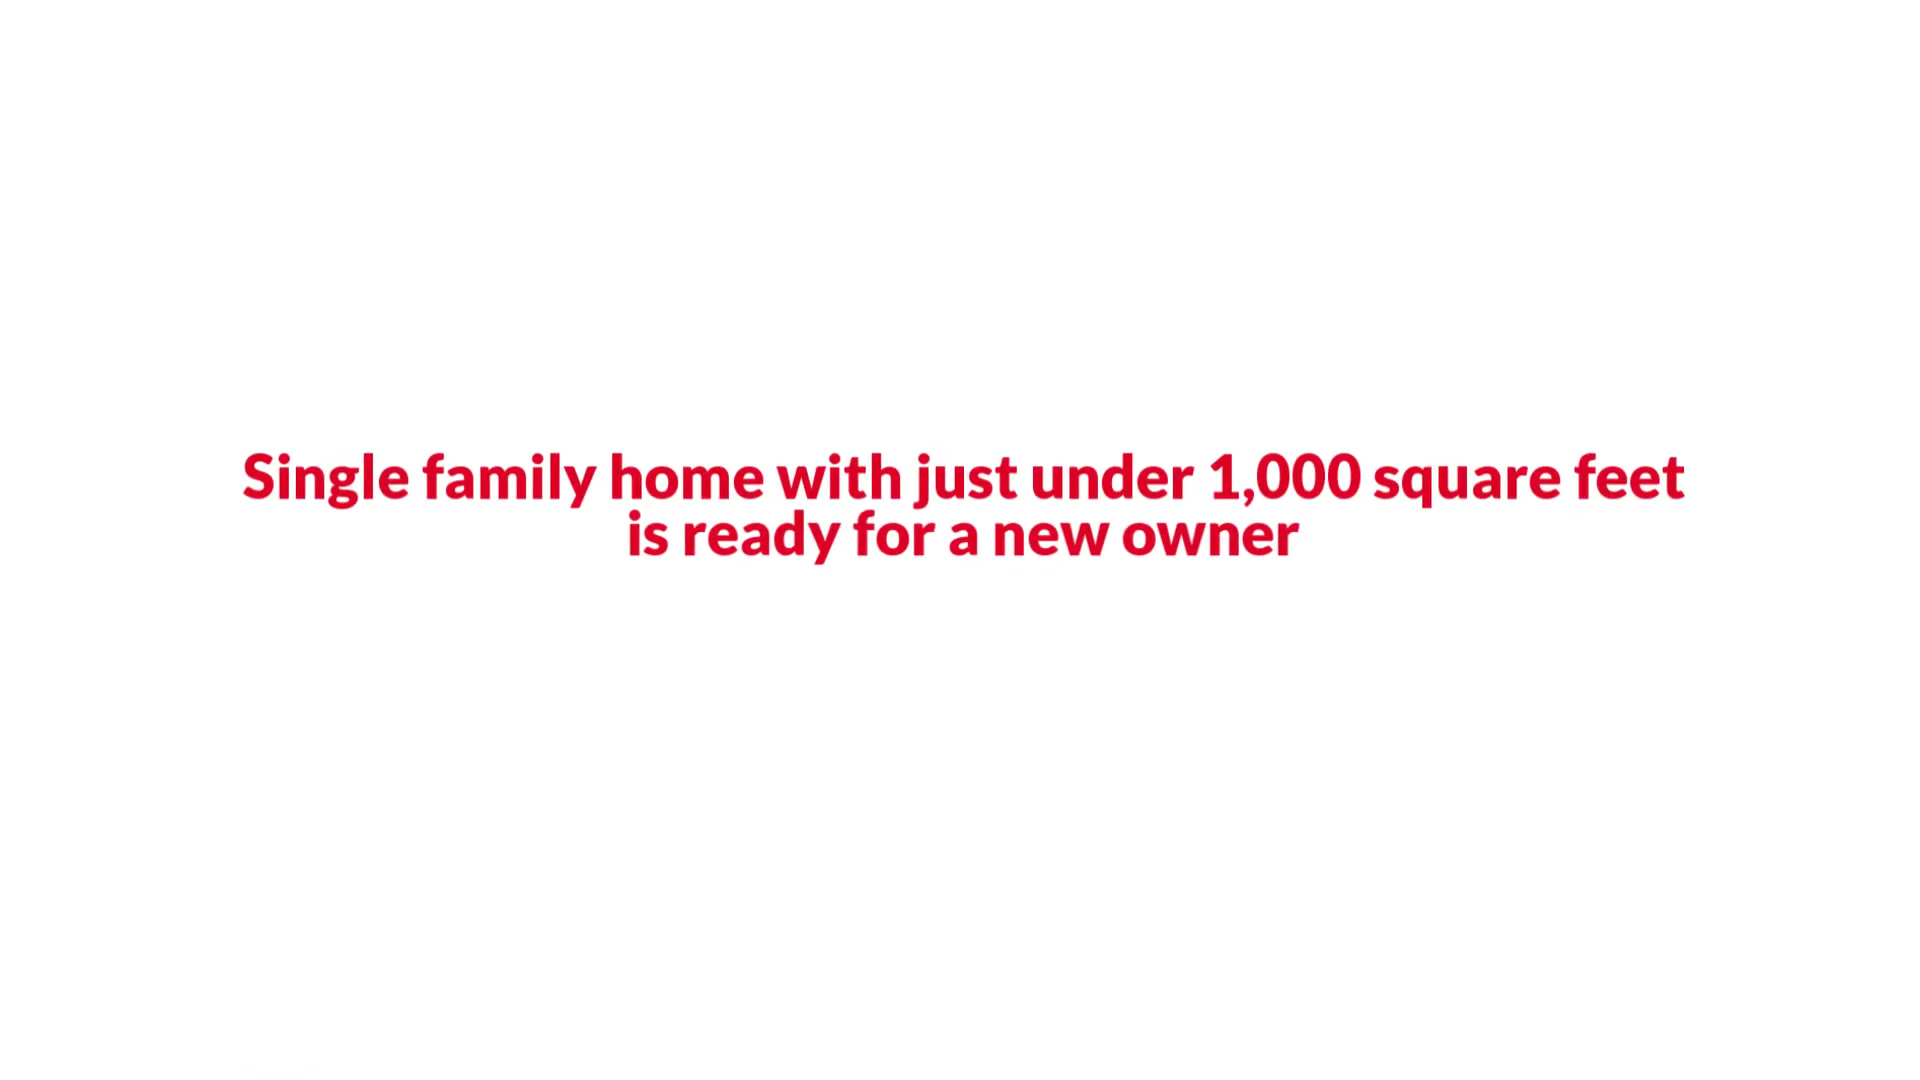 Single family home with just under 1,000 square feet
is ready for a new owner